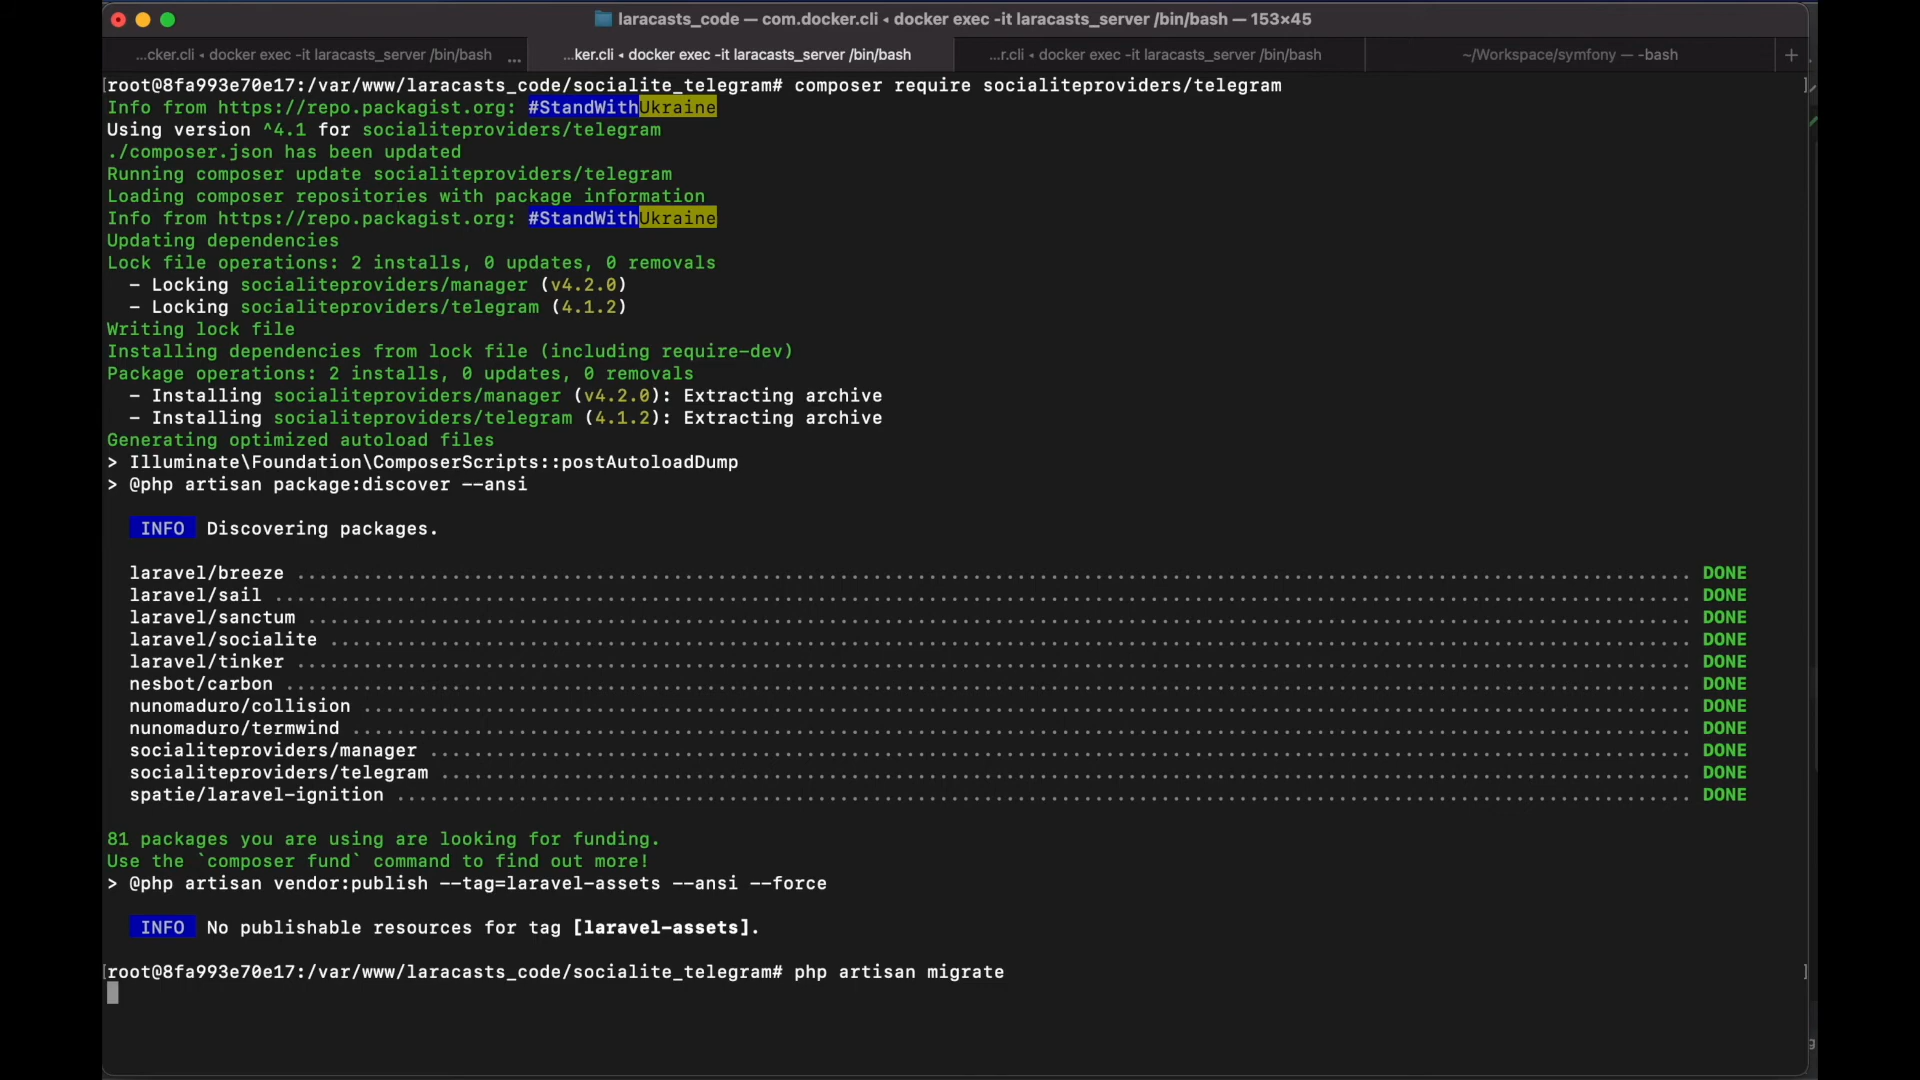 laracasts_code — com.docker.cli ◂ docker exec -it laracasts_server /bin/bash — 153×45
...cker.cli ◂ docker exec -it laracasts_server /bin/bash ...
...ker.cli ◂ docker exec -it laracasts_server /bin/bash
...r.cli ◂ docker exec -it laracasts_server /bin/bash
~/Workspace/symfony — -bash
+
[root@8fa993e70e17:/var/www/laracasts_code/socialite_telegram# composer require socialiteproviders/telegram ]
Info from https://repo.packagist.org: #StandWithUkraine
Using version ^4.1 for socialiteproviders/telegram
./composer.json has been updated
Running composer update socialiteproviders/telegram
Loading composer repositories with package information
Info from https://repo.packagist.org: #StandWithUkraine
Updating dependencies
Lock file operations: 2 installs, 0 updates, 0 removals
  - Locking socialiteproviders/manager (v4.2.0)
  - Locking socialiteproviders/telegram (4.1.2)
Writing lock file
Installing dependencies from lock file (including require-dev)
Package operations: 2 installs, 0 updates, 0 removals
  - Installing socialiteproviders/manager (v4.2.0): Extracting archive
  - Installing socialiteproviders/telegram (4.1.2): Extracting archive
Generating optimized autoload files
> Illuminate\Foundation\ComposerScripts::postAutoloadDump
> @php artisan package:discover --ansi
INFO Discovering packages.
laravel/breeze ........ DONE
laravel/sail ........ DONE
laravel/sanctum ........ DONE
laravel/socialite ........ DONE
laravel/tinker ........ DONE
nesbot/carbon ........ DONE
nunomaduro/collision ........ DONE
nunomaduro/termwind ........ DONE
socialiteproviders/manager ........ DONE
socialiteproviders/telegram ........ DONE
spatie/laravel-ignition ........ DONE
81 packages you are using are looking for funding.
Use the `composer fund` command to find out more!
> @php artisan vendor:publish --tag=laravel-assets --ansi --force
INFO No publishable resources for tag [laravel-assets].
[root@8fa993e70e17:/var/www/laracasts_code/socialite_telegram# php artisan migrate ]